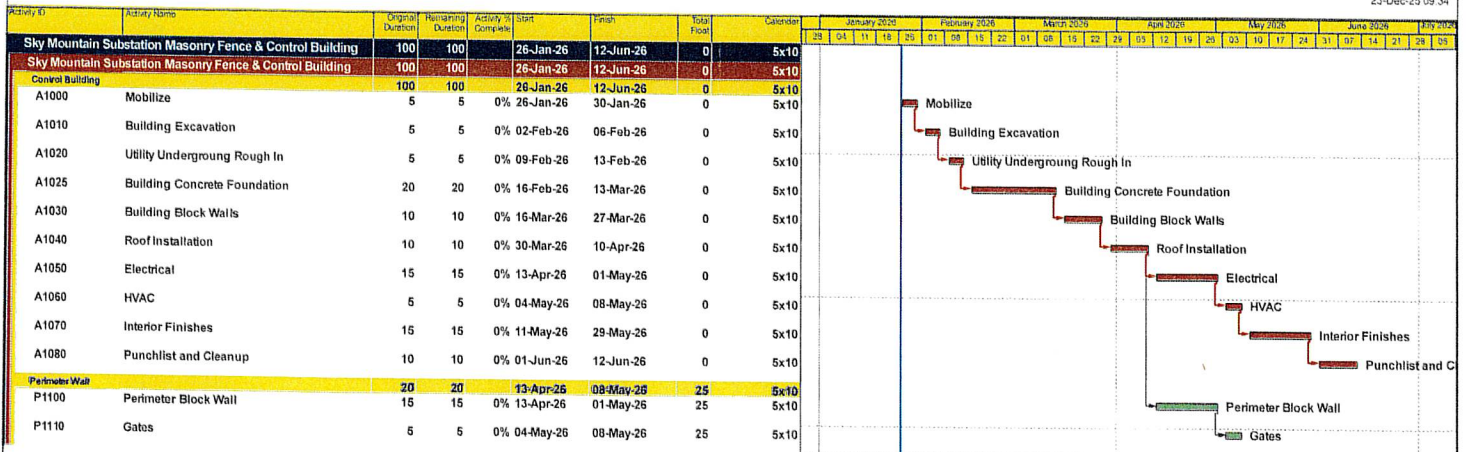 23-Dec-25 09:34
Activity ID Activity Name Original Duration Remaining Duration Activity % Complete Start Finish Total Float Calendar January 2026 February 2026 March 2026 April 2026 May 2026 June 2026 July 2026
28 04 11 18 26 01 08 15 22 01 08 15 22 29 05 12 19 26 03 10 17 24 31 07 14 21 28 05
Sky Mountain Substation Masonry Fence & Control Building 100 100 26-Jan-26 12-Jun-26 0 5x10
Sky Mountain Substation Masonry Fence & Control Building 100 100 26-Jan-26 12-Jun-26 0 5x10
Control Building 100 100 26-Jan-26 12-Jun-26 0 5x10
A1000 Mobilize 5 5 0% 26-Jan-26 30-Jan-26 0 5x10 Mobilize
A1010 Building Excavation 5 5 0% 02-Feb-26 06-Feb-26 0 5x10 Building Excavation
A1020 Utility Undergroung Rough In 5 5 0% 09-Feb-26 13-Feb-26 0 5x10 Utility Undergroung Rough In
A1025 Building Concrete Foundation 20 20 0% 16-Feb-26 13-Mar-26 0 5x10 Building Concrete Foundation
A1030 Building Block Walls 10 10 0% 16-Mar-26 27-Mar-26 0 5x10 Building Block Walls
A1040 Roof Installation 10 10 0% 30-Mar-26 10-Apr-26 0 5x10 Roof Installation
A1050 Electrical 15 15 0% 13-Apr-26 01-May-26 0 5x10 Electrical
A1060 HVAC 5 5 0% 04-May-26 08-May-26 0 5x10 HVAC
A1070 Interior Finishes 15 15 0% 11-May-26 29-May-26 0 5x10 Interior Finishes
A1080 Punchlist and Cleanup 10 10 0% 01-Jun-26 12-Jun-26 0 5x10 Punchlist and Cl
Perimeter Wall 20 20 13-Apr-26 08-May-26 25 5x10
P1100 Perimeter Block Wall 15 15 0% 13-Apr-26 01-May-26 25 5x10 Perimeter Block Wall
P1110 Gates 5 5 0% 04-May-26 08-May-26 25 5x10 Gates